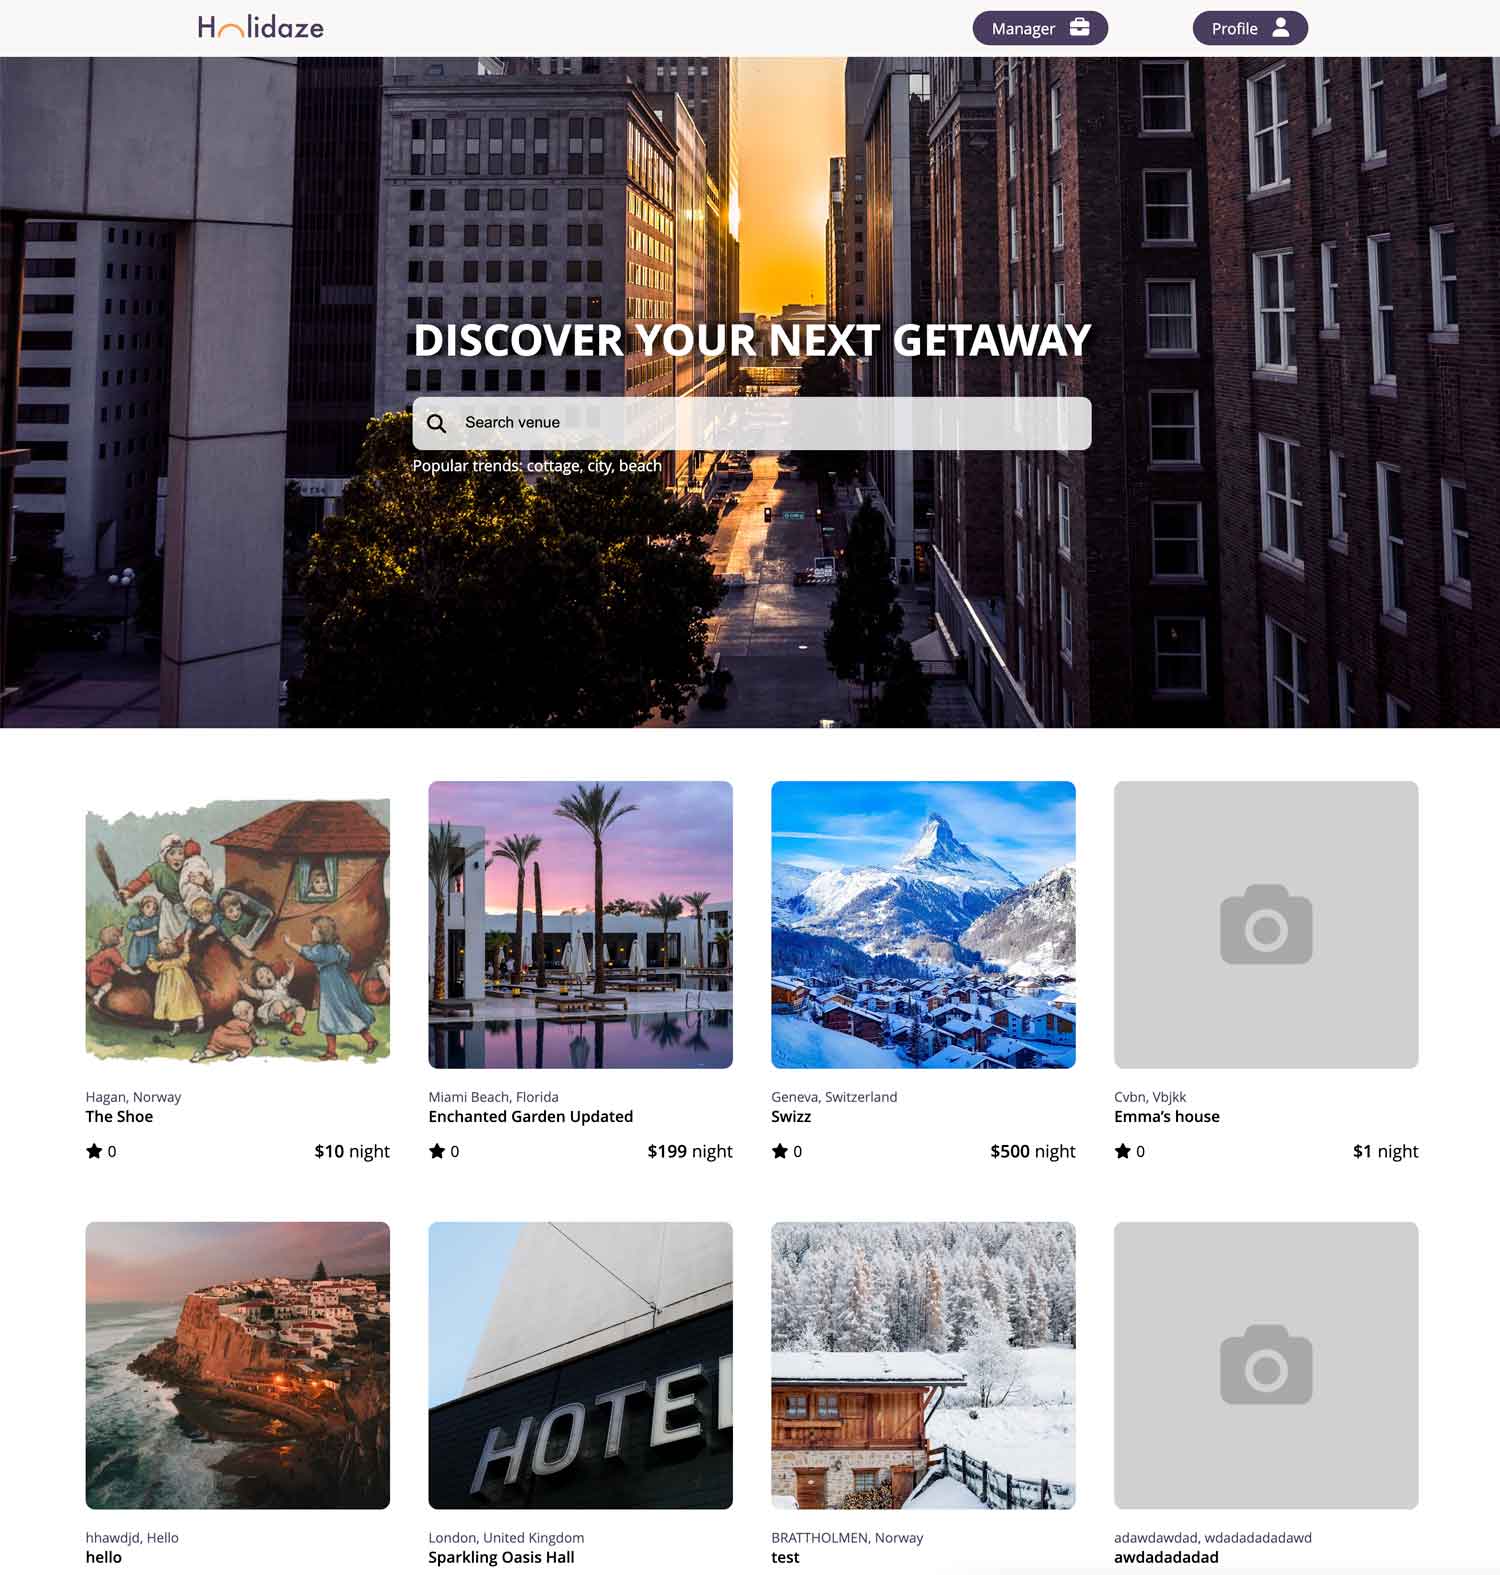 Holidaze
Manager
Profile
DISCOVER YOUR NEXT GETAWAY
Search venue
Popular trends: cottage, city, beach
Hagan, Norway
The Shoe
0
$10 night
Miami Beach, Florida
Enchanted Garden Updated
0
$199 night
Geneva, Switzerland
Swizz
0
$500 night
Cvbn, Vbjkk
Emma’s house
0
$1 night
HOTEL
hhawdjd, Hello
hello
London, United Kingdom
Sparkling Oasis Hall
BRATTHOLMEN, Norway
test
adawdawdad, wdadadadadawd
awdadadadad